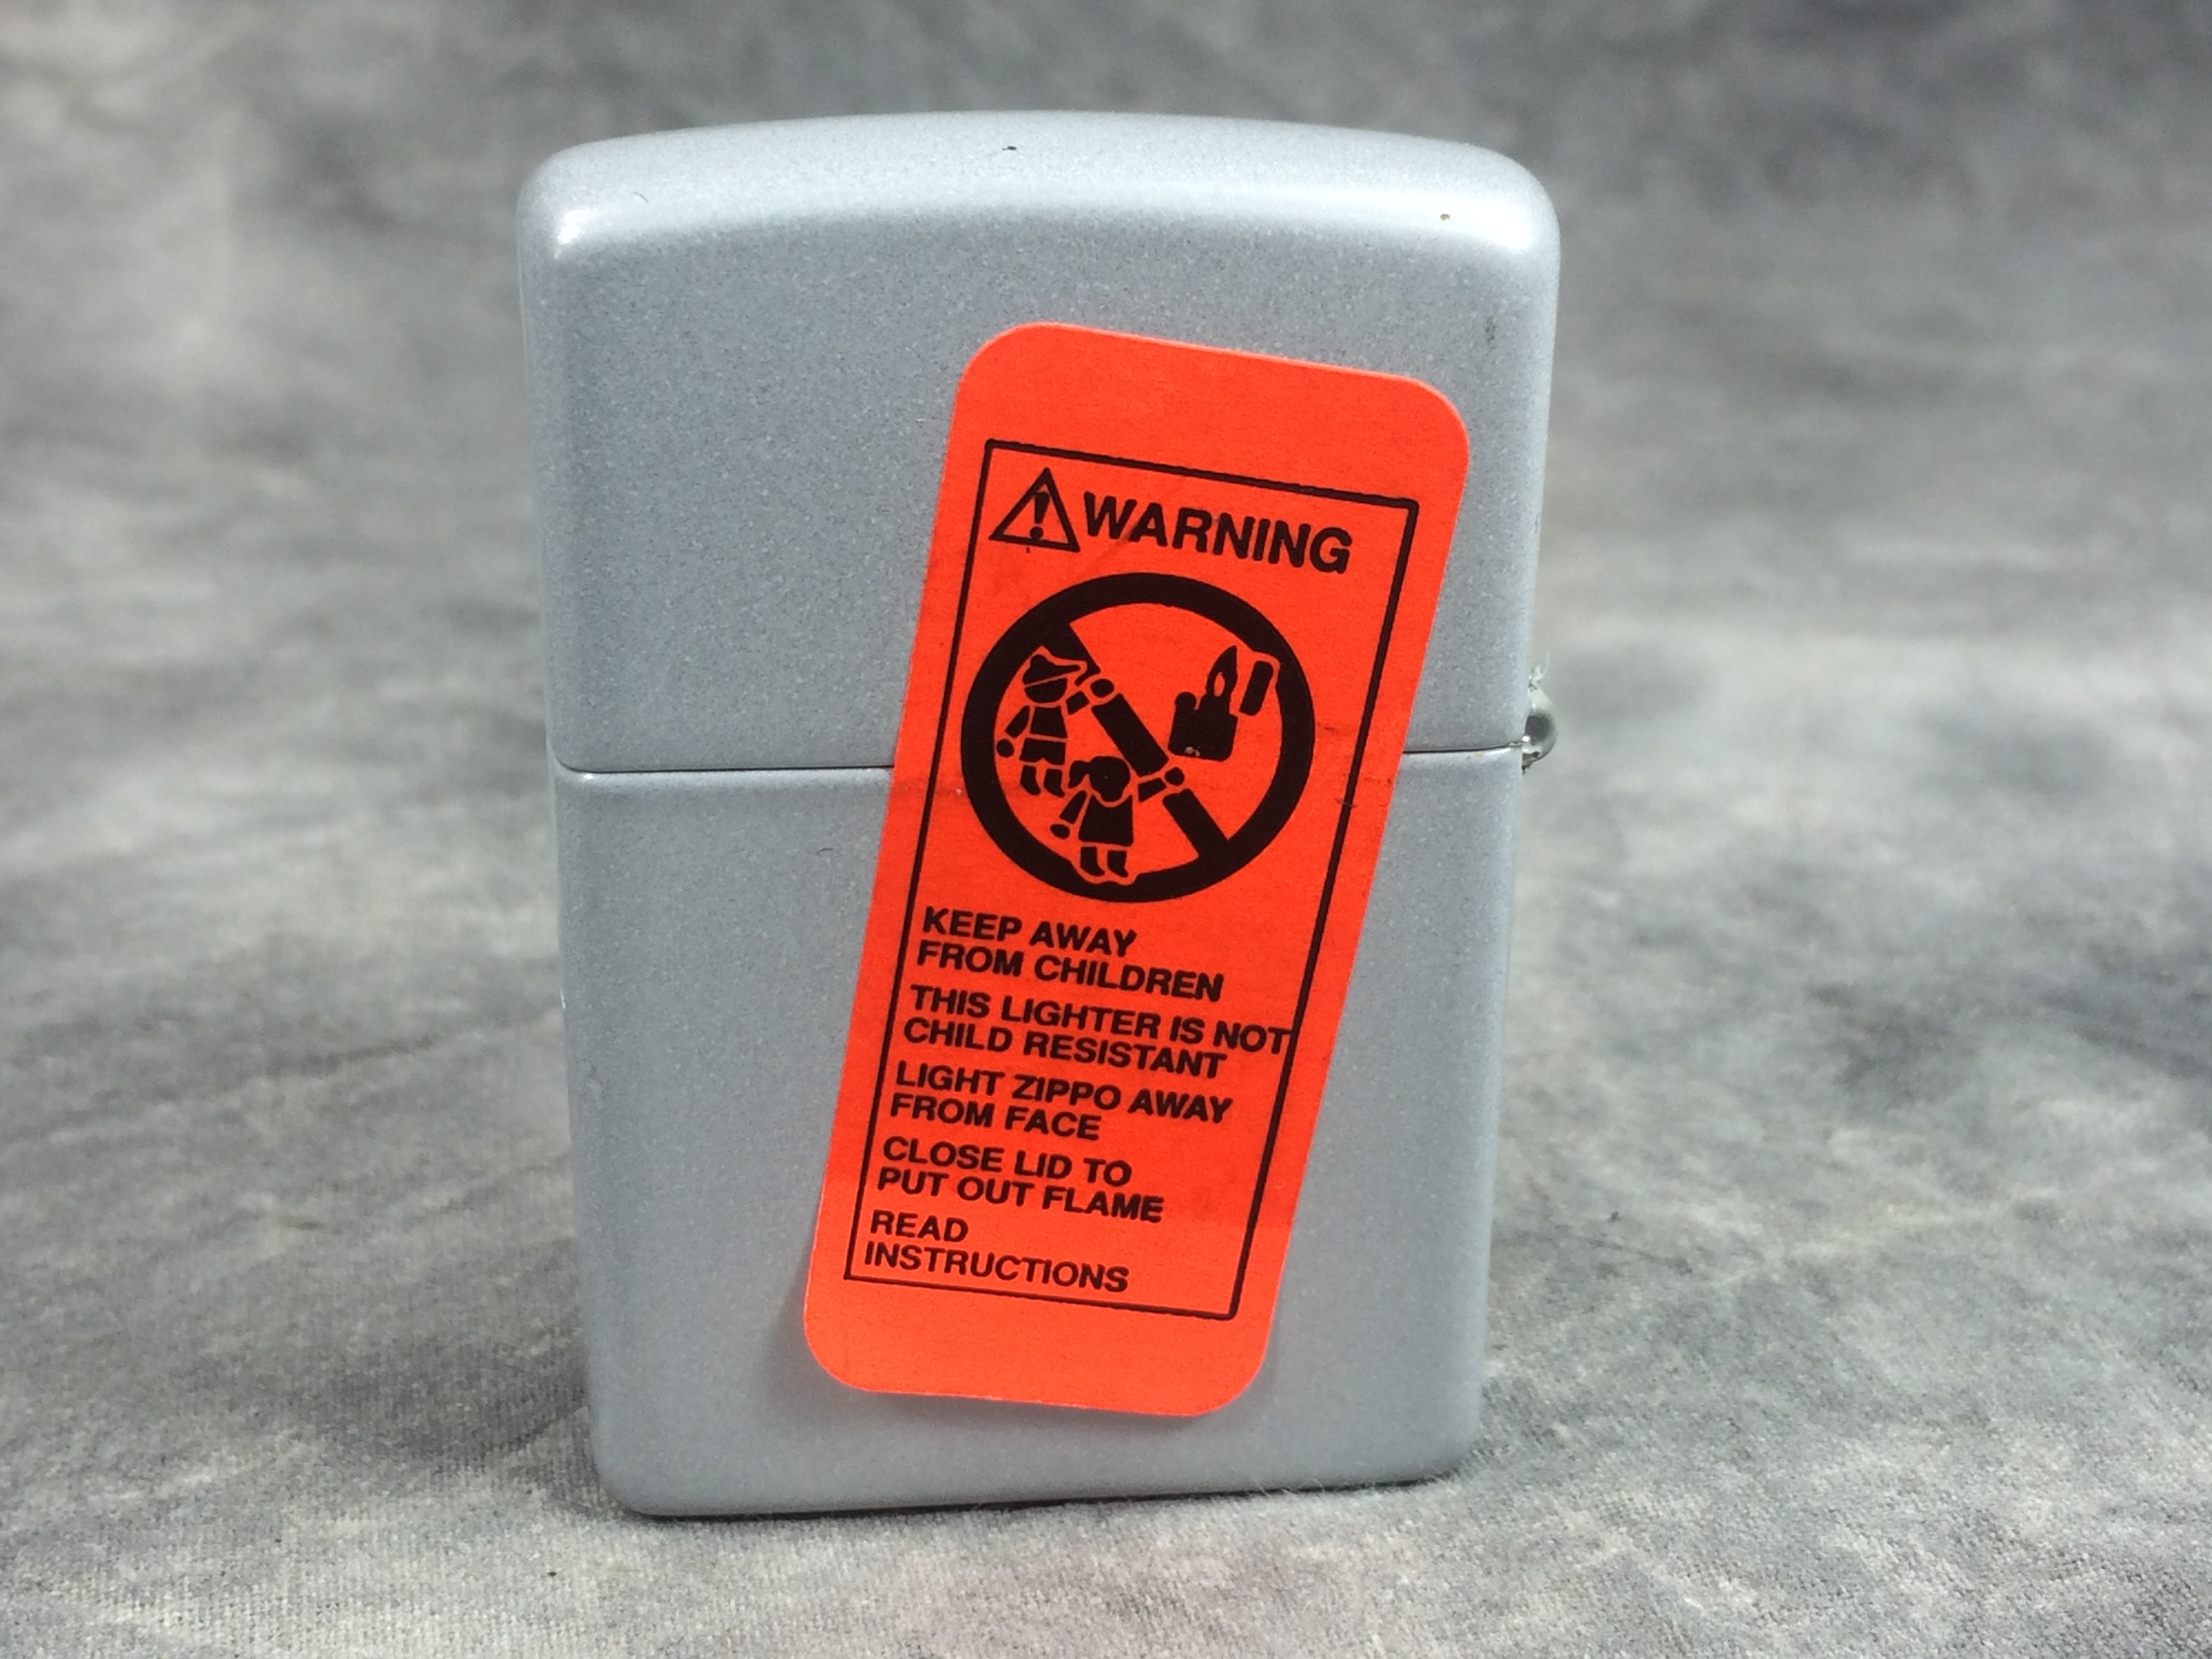 WARNING
KEEP AWAY
FROM CHILDREN
THIS LIGHTER IS NOT
CHILD RESISTANT
LIGHT ZIPPO AWAY
FROM FACE
CLOSE LID TO
PUT OUT FLAME
READ
INSTRUCTIONS